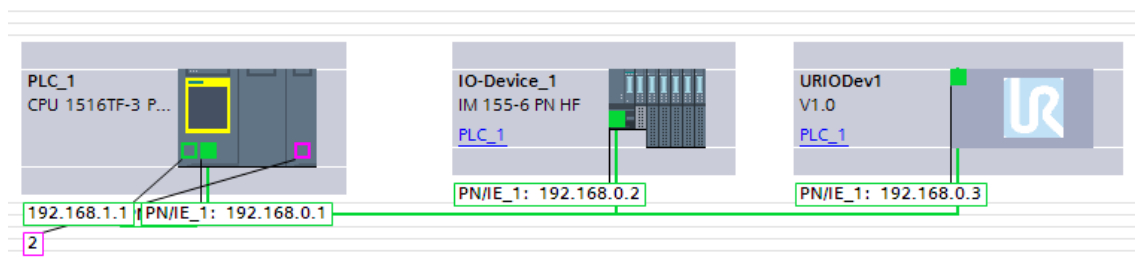 PLC_1
CPU 1516TF-3 P...
IO-Device_1
IM 155-6 PN HF
PLC_1
URIODev1
V1.0
PLC_1
UR
192.168.1.1
PN/IE_1: 192.168.0.1
PN/IE_1: 192.168.0.2
PN/IE_1: 192.168.0.3
2